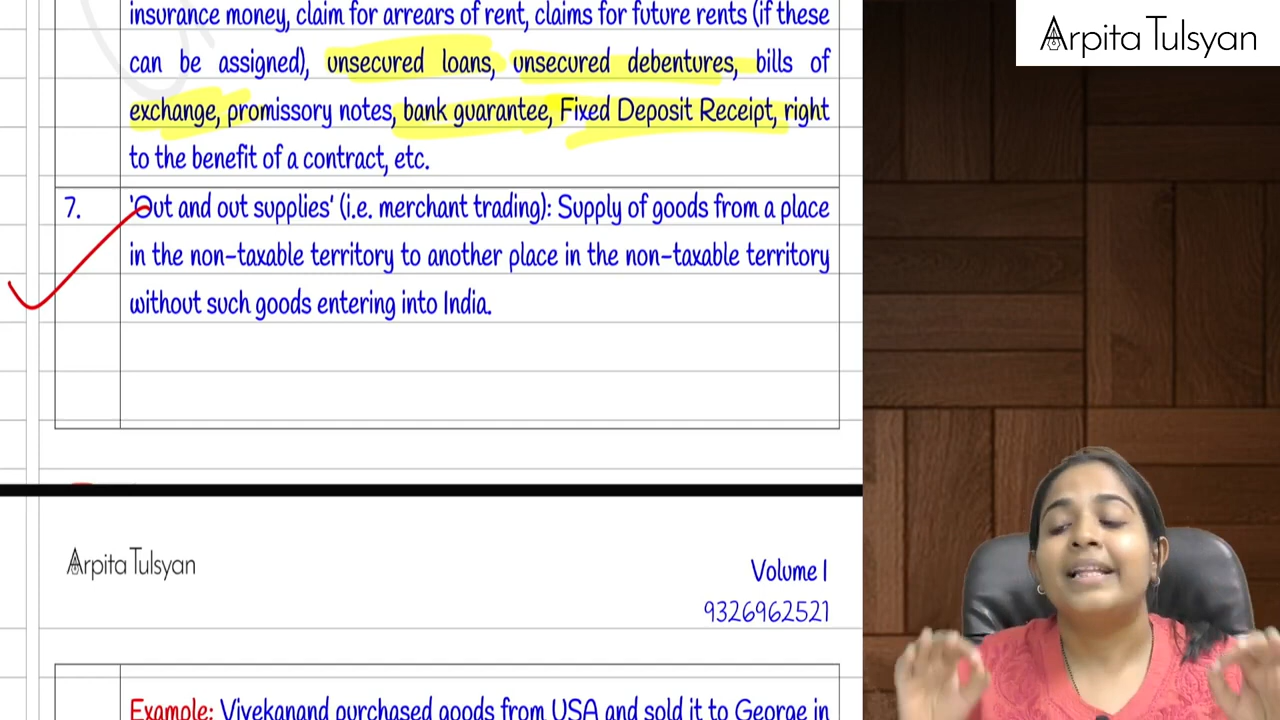 insurance money, claim for arrears of rent, claims for future rents (if these
can be assigned), unsecured loans, unsecured debentures, bills of
exchange, promissory notes, bank guarantee, Fixed Deposit Receipt, right
to the benefit of a contract, etc.
7. 'Out and out supplies' (i.e. merchant trading): Supply of goods from a place
in the non-taxable territory to another place in the non-taxable territory
without such goods entering into India.
Arpita Tulsyan
Volume 1
9326962521
Example: Vivekanand purchased goods from USA and sold it to George in
Arpita Tulsyan